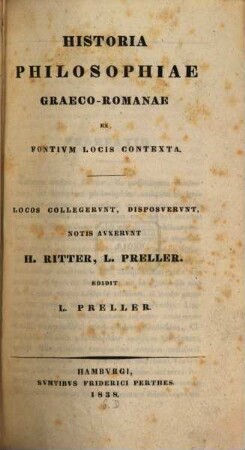 HISTORIA
PHILOSOPHIAE
GRAECO-ROMANAE
EX
FONTIVM LOCIS CONTEXTA.
LOCOS COLLEGERVNT, DISPOSVERVNT,
NOTIS AVXERVNT
H. RITTER, L. PRELLER.
EDIDIT
L. PRELLER.
HAMBVRGI,
SVMTIBVS FRIDERICI PERTHES.
1838.